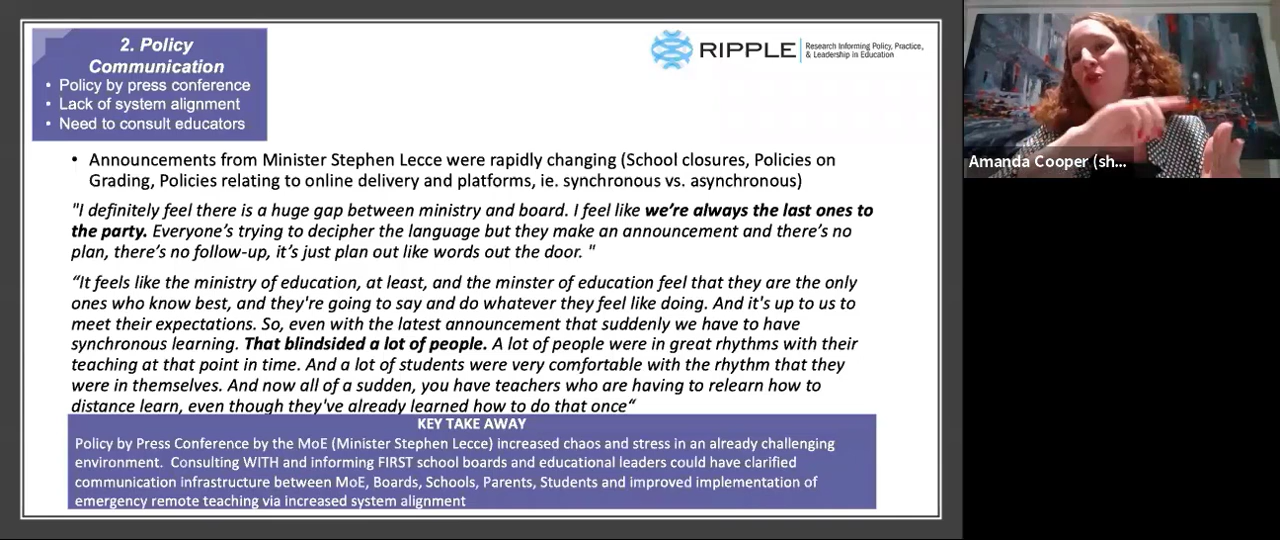 2. Policy
Communication
• Policy by press conference
• Lack of system alignment
• Need to consult educators
RIPPLE
Research Informing Policy, Practice,
& Leadership in Education
• Announcements from Minister Stephen Lecce were rapidly changing (School closures, Policies on
Grading, Policies relating to online delivery and platforms, ie. synchronous vs. asynchronous)
"I definitely feel there is a huge gap between ministry and board. I feel like we’re always the last ones to
the party. Everyone’s trying to decipher the language but they make an announcement and there’s no
plan, there’s no follow-up, it’s just plan out like words out the door. "
“It feels like the ministry of education, at least, and the minster of education feel that they are the only
ones who know best, and they're going to say and do whatever they feel like doing. And it's up to us to
meet their expectations. So, even with the latest announcement that suddenly we have to have
synchronous learning. That blindsided a lot of people. A lot of people were in great rhythms with their
teaching at that point in time. And a lot of students were very comfortable with the rhythm that they
were in themselves. And now all of a sudden, you have teachers who are having to relearn how to
distance learn, even though they've already learned how to do that once“
KEY TAKE AWAY
Policy by Press Conference by the MoE (Minister Stephen Lecce) increased chaos and stress in an already challenging
environment. Consulting WITH and informing FIRST school boards and educational leaders could have clarified
communication infrastructure between MoE, Boards, Schools, Parents, Students and improved implementation of
emergency remote teaching via increased system alignment
Amanda Cooper (sh...